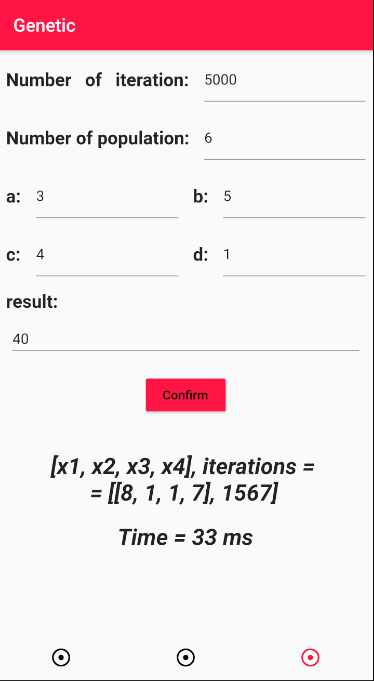 Genetic
Number of iteration: 5000
Number of population: 6
a: 3 b: 5
c: 4 d: 1
result:
40
Confirm
[x1, x2, x3, x4], iterations =
= [[8, 1, 1, 7], 1567]
Time = 33 ms